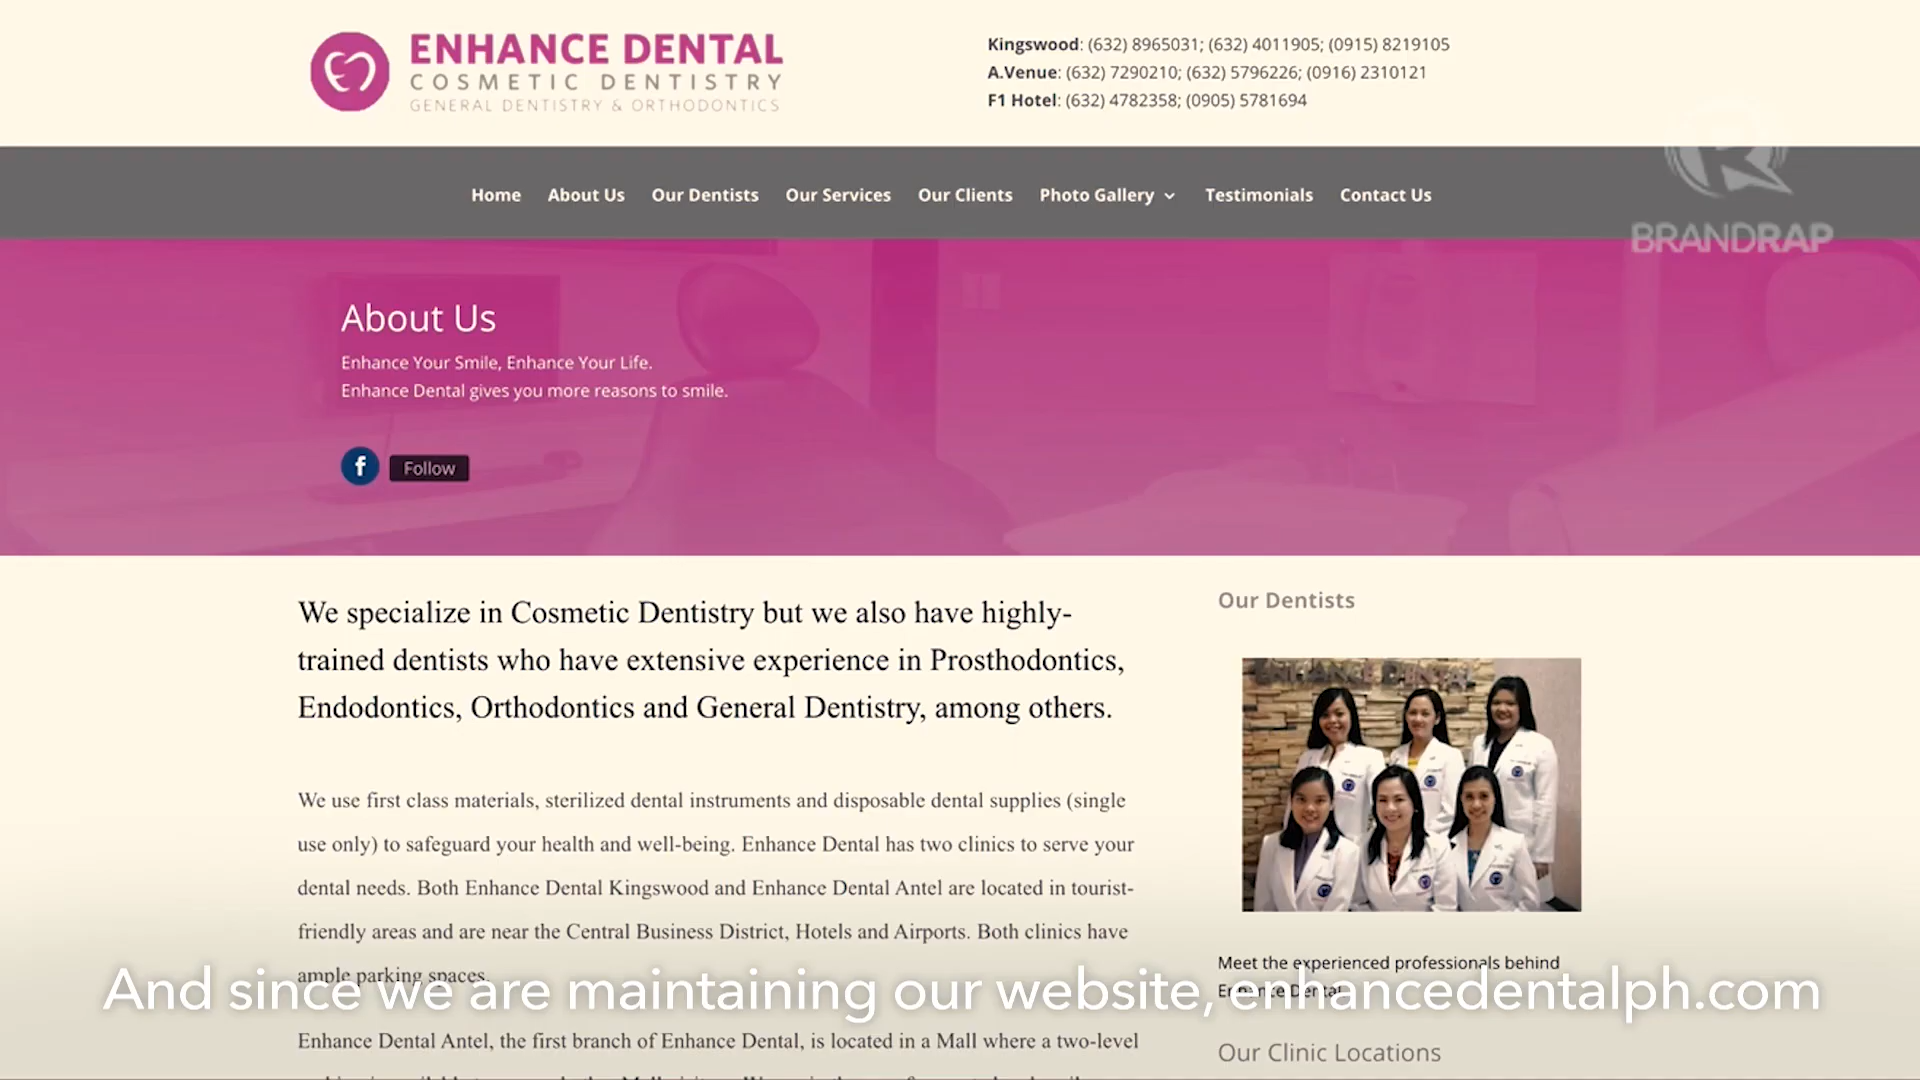 ENHANCE DENTAL
COSMETIC DENTISTRY
GENERAL DENTISTRY & ORTHODONTICS
Kingswood: (632) 8965031; (632) 4011905; (0915) 8219105
A.Venue: (632) 7290210; (632) 5796226; (0916) 2310121
F1 Hotel: (632) 4782358; (0905) 5781694
Home About Us Our Dentists Our Services Our Clients Photo Gallery Testimonials Contact Us
BRANDRAP
About Us
Enhance Your Smile, Enhance Your Life.
Enhance Dental gives you more reasons to smile.
f Follow
We specialize in Cosmetic Dentistry but we also have highly-
trained dentists who have extensive experience in Prosthodontics,
Endodontics, Orthodontics and General Dentistry, among others.
We use first class materials, sterilized dental instruments and disposable dental supplies (single
use only) to safeguard your health and well-being. Enhance Dental has two clinics to serve your
dental needs. Both Enhance Dental Kingswood and Enhance Dental Antel are located in tourist-
friendly areas and are near the Central Business District, Hotels and Airports. Both clinics have
ample parking spaces.
Enhance Dental Antel, the first branch of Enhance Dental, is located in a Mall where a two-level
Our Dentists
ENHANCE DENTAL
Meet the experienced professionals behind
Enhance Dental
Our Clinic Locations
And since we are maintaining our website, enhancedentalph.com